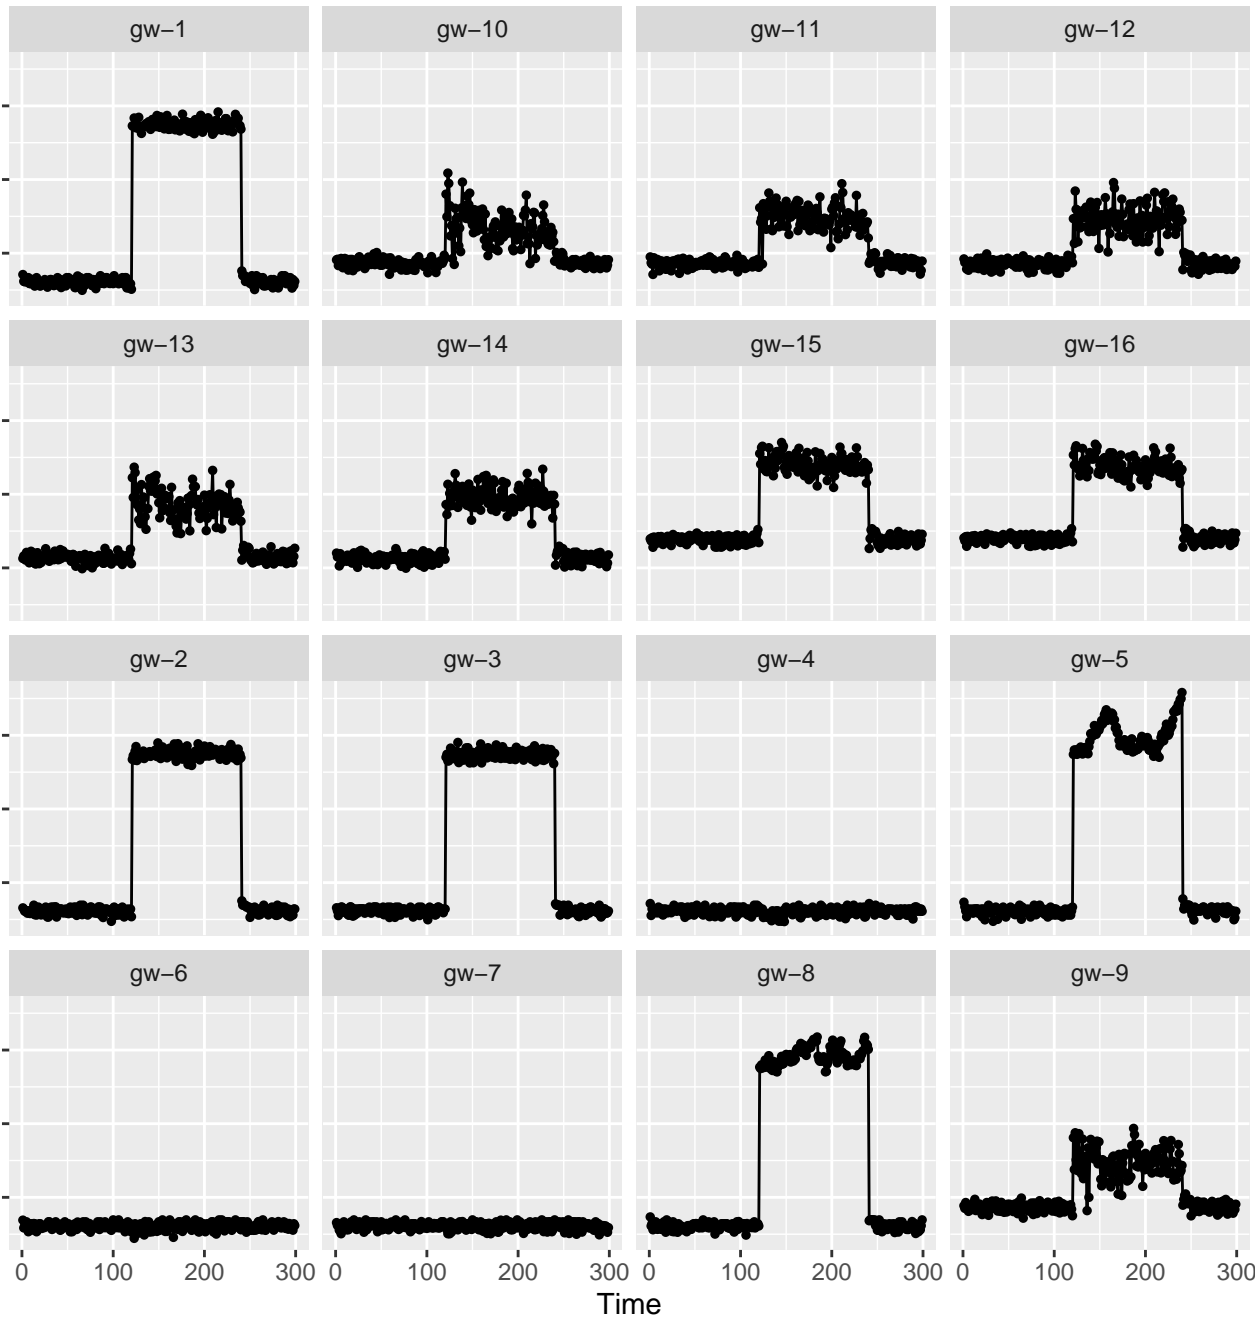 gw−1 gw−10 gw−11 gw−12
gw−13 gw−14 gw−15 gw−16
gw−2 gw−3 gw−4 gw−5
gw−6 gw−7 gw−8 gw−9
0 100 200 300 0 100 200 300 0 100 200 300 0 100 200 300
Time